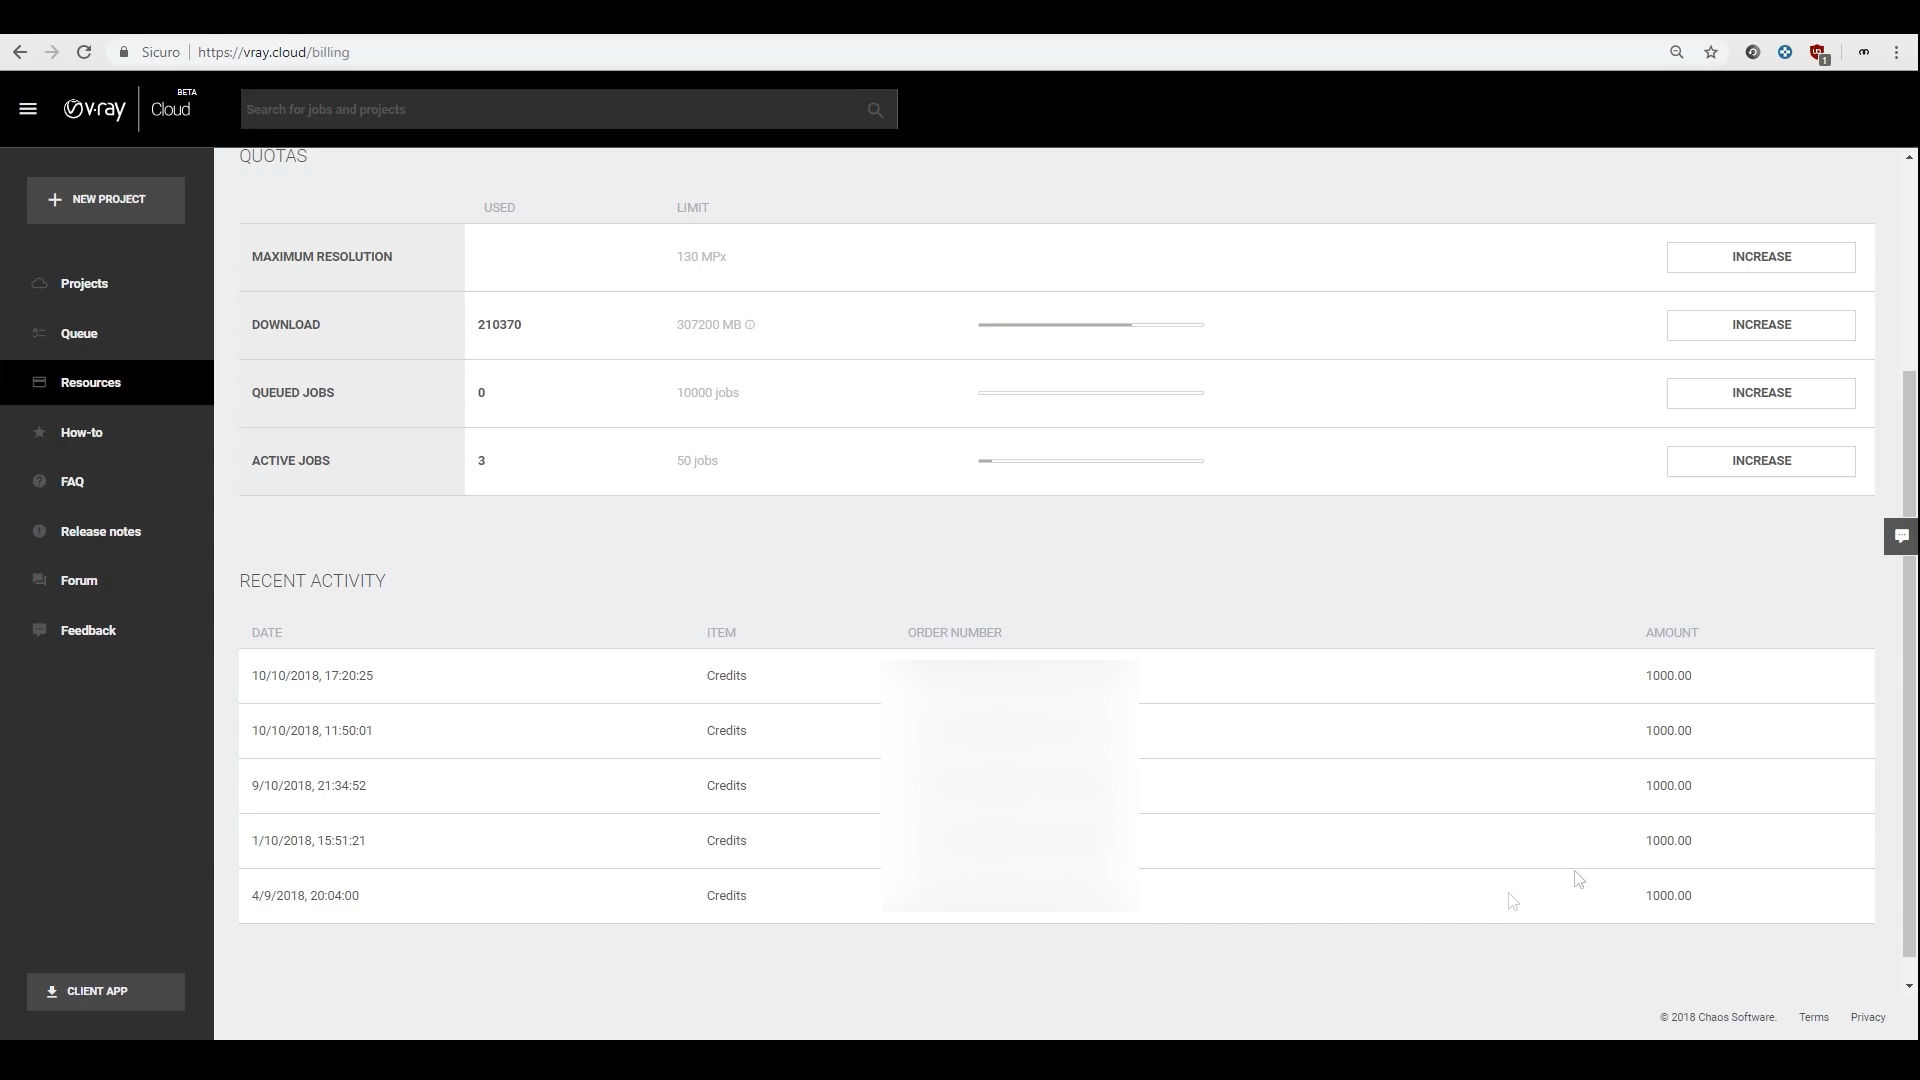 Sicuro https://vray.cloud/billing
1
v·ray Cloud BETA
Search for jobs and projects
NEW PROJECT
Projects
Queue
Resources
How-to
FAQ
Release notes
Forum
Feedback
CLIENT APP
QUOTAS
USED LIMIT
MAXIMUM RESOLUTION 130 MPx INCREASE
DOWNLOAD 210370 307200 MB INCREASE
QUEUED JOBS 0 10000 jobs INCREASE
ACTIVE JOBS 3 50 jobs INCREASE
RECENT ACTIVITY
DATE ITEM ORDER NUMBER AMOUNT
10/10/2018, 17:20:25 Credits 1000.00
10/10/2018, 11:50:01 Credits 1000.00
9/10/2018, 21:34:52 Credits 1000.00
1/10/2018, 15:51:21 Credits 1000.00
4/9/2018, 20:04:00 Credits 1000.00
© 2018 Chaos Software. Terms Privacy